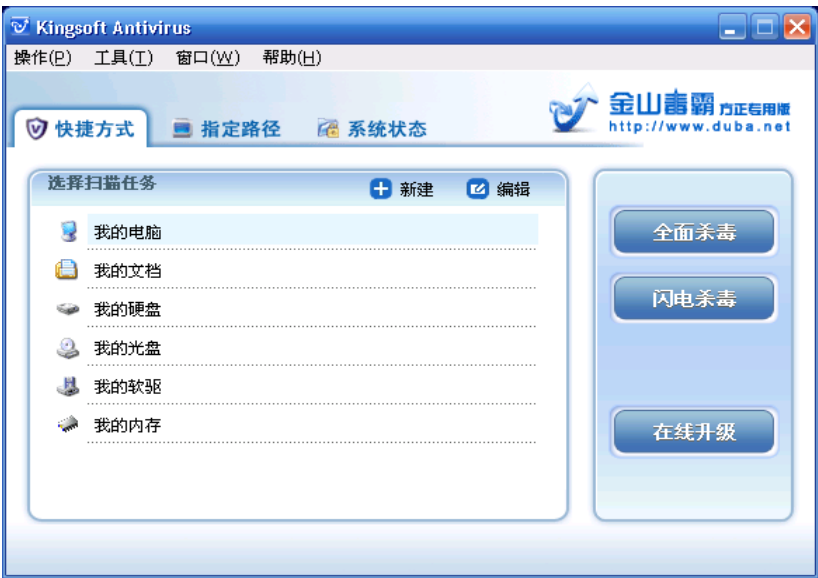 Kingsoft Antivirus
操作(P) 工具(T) 窗口(W) 帮助(H)
金山毒霸 方正专用版
http://www.duba.net
快捷方式 指定路径 系统状态
选择扫描任务 新建 编辑
我的电脑
我的文档
我的硬盘
我的光盘
我的软驱
我的内存
全面杀毒
闪电杀毒
在线升级